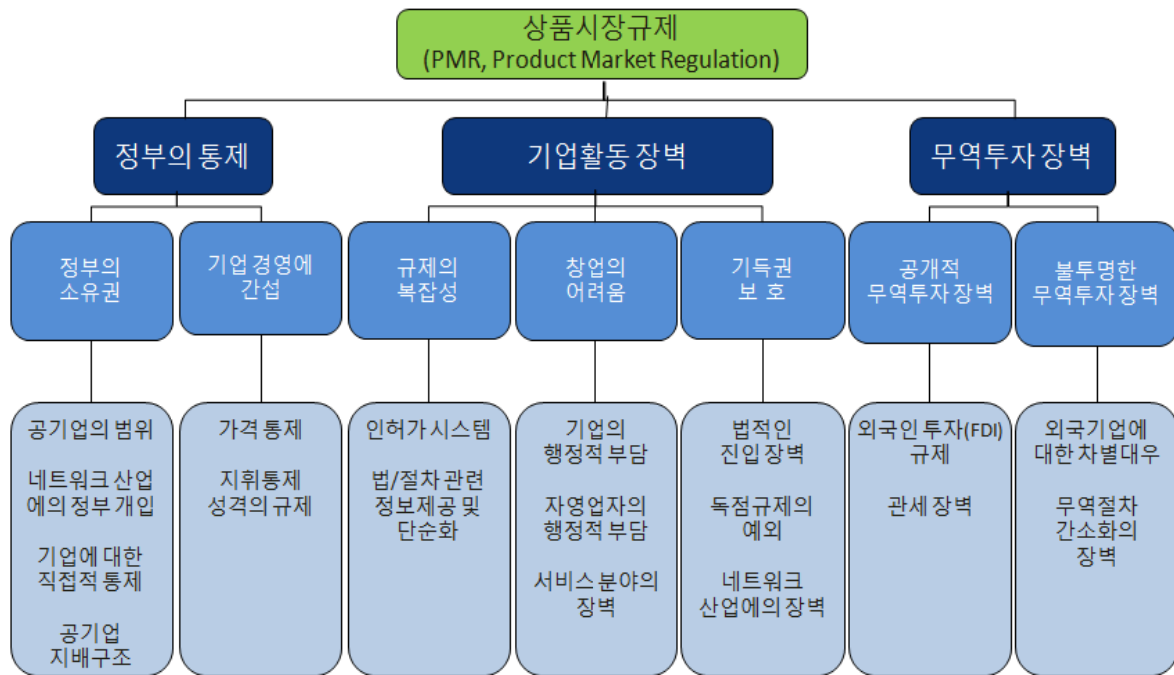 상품시장규제
(PMR, Product Market Regulation)
정부의 통제
기업활동 장벽
무역투자 장벽
정부의
소유권
기업 경영에
간섭
규제의
복잡성
창업의
어려움
기득권
보 호
공개적
무역투자 장벽
불투명한
무역투자 장벽
공기업의 범위
네트워크 산업
에의 정부 개입
기업에 대한
직접적 통제
공기업
지배구조
가격 통제
지휘통제
성격의 규제
인허가 시스템
법/절차 관련
정보제공 및
단순화
기업의
행정적 부담
자영업자의
행정적 부담
서비스 분야의
장벽
법적인
진입 장벽
독점규제의
예외
네트워크
산업에의 장벽
외국인 투자(FDI)
규제
관세 장벽
외국기업에
대한 차별대우
무역절차
간소화의
장벽